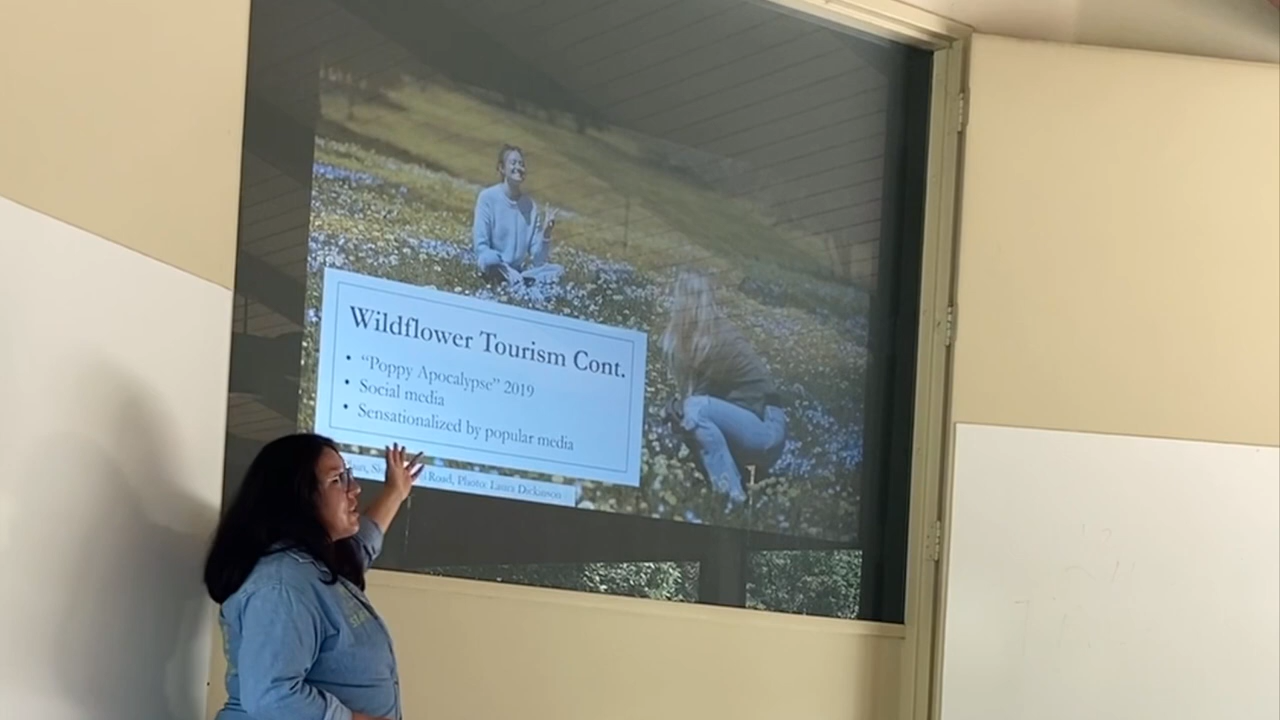 Wildflower Tourism Cont.
• “Poppy Apocalypse” 2019
• Social media
• Sensationalized by popular media
Road, Photo: Laura Dickinson